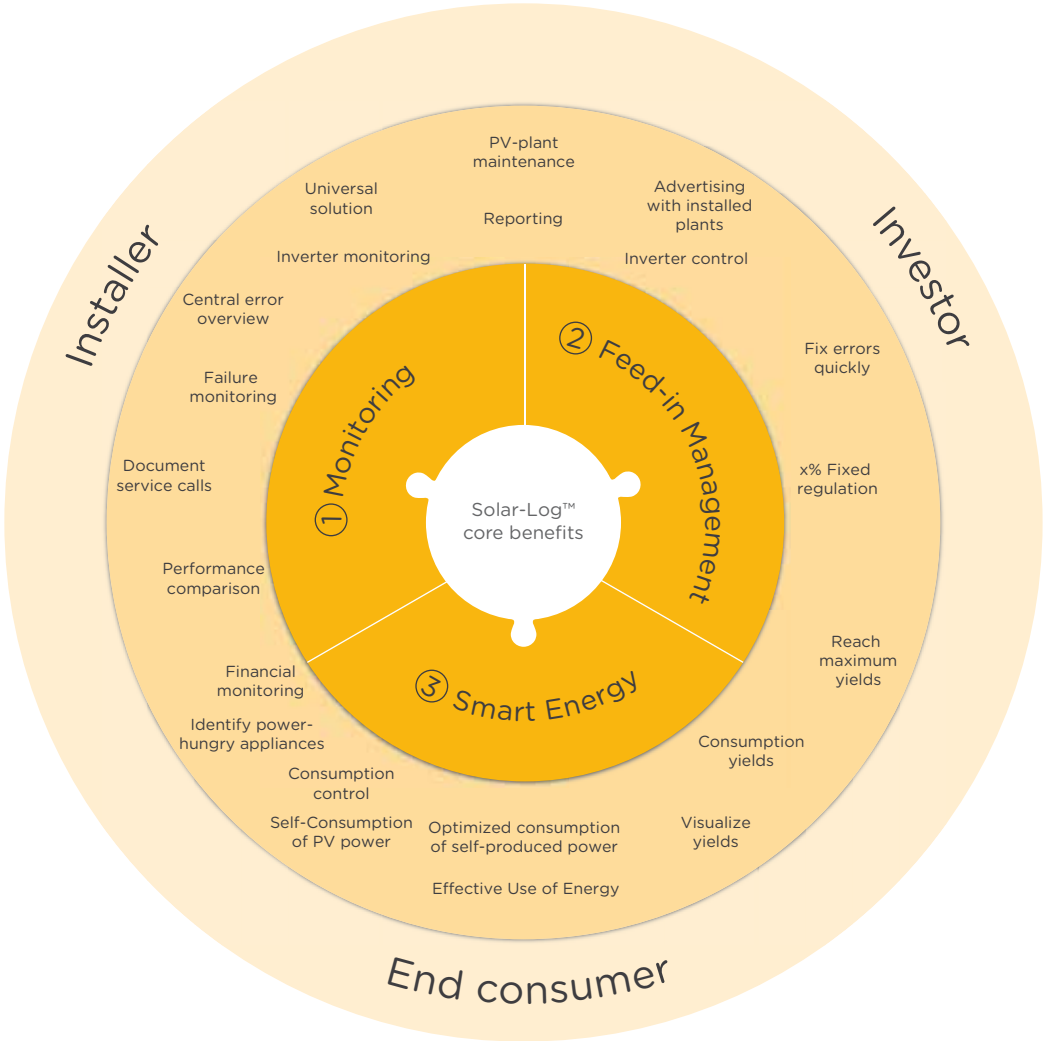 PV-plant
maintenance
Universal
solution
Advertising
with installed
plants
Reporting
Inverter monitoring
Inverter control
Installer
Investor
Central error
overview
Fix errors
quickly
Failure
monitoring
① Monitoring
② Feed-in Management
Document
service calls
x% Fixed
regulation
Solar-Log™
core benefits
Performance
comparison
Reach
maximum
yields
Financial
monitoring
③ Smart Energy
Identify power-
hungry appliances
Consumption
yields
Consumption
control
Self-Consumption
of PV power
Optimized consumption
of self-produced power
Visualize
yields
Effective Use of Energy
End consumer